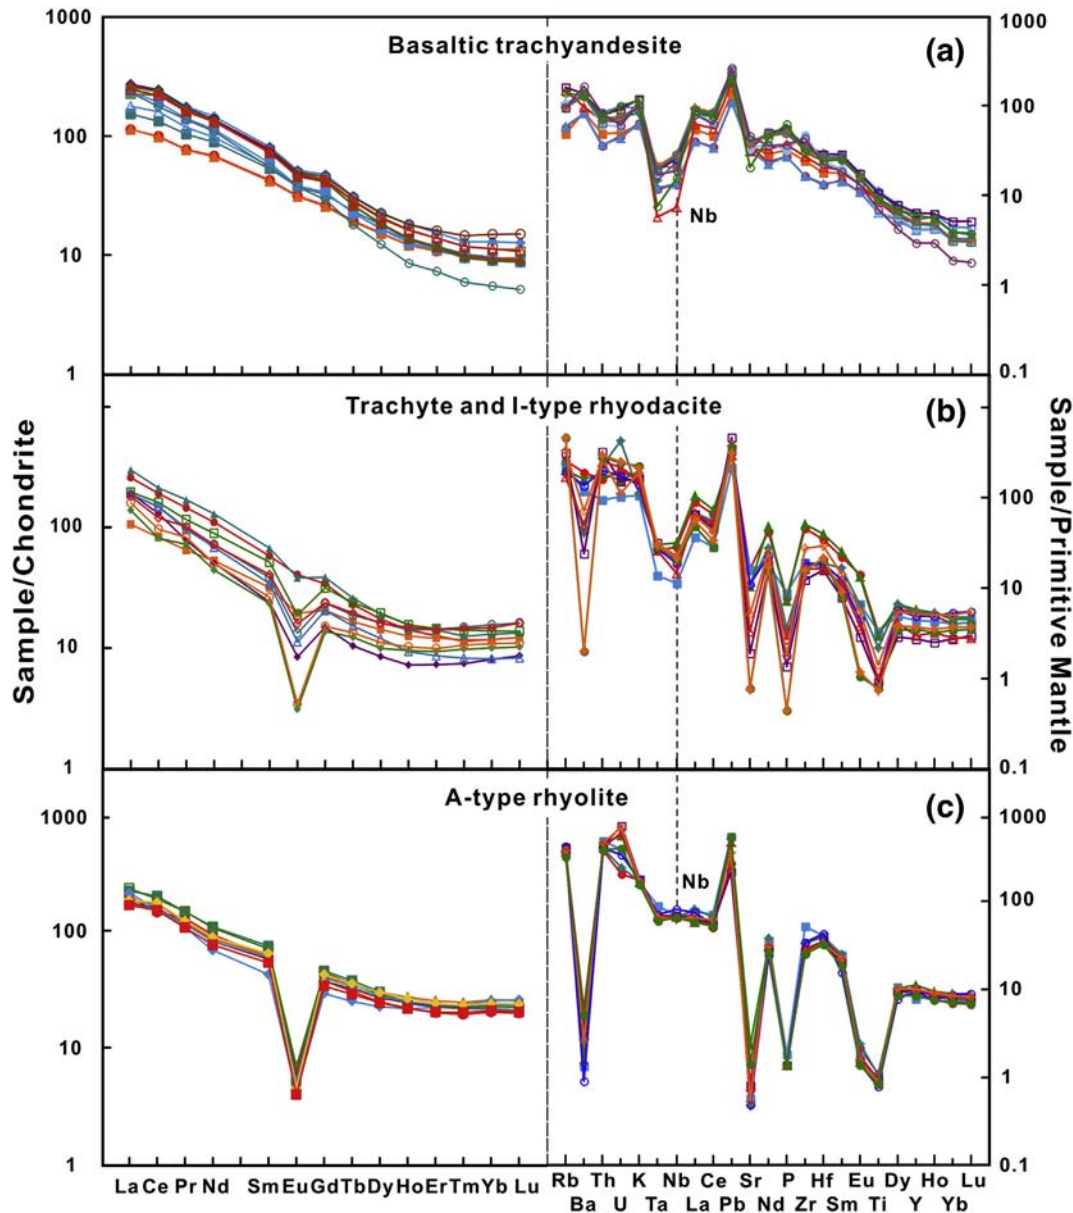 1000
Basaltic trachyandesite
(a)
1000
100
100
10
10
Nb
1
1
0.1
Trachyte and I-type rhyodacite
(b)
Sample/Chondrite
Sample/Primitive Mantle
100
100
10
10
1
1
0.1
A-type rhyolite
(c)
1000
1000
Nb
100
100
10
10
1
1
0.1
La Ce Pr Nd Sm Eu Gd Tb Dy Ho Er Tm Yb Lu
Rb Th K Nb Ce Sr P Hf Eu Dy Ho Lu
Ba U Ta La Pb Nd Zr Sm Ti Y Yb